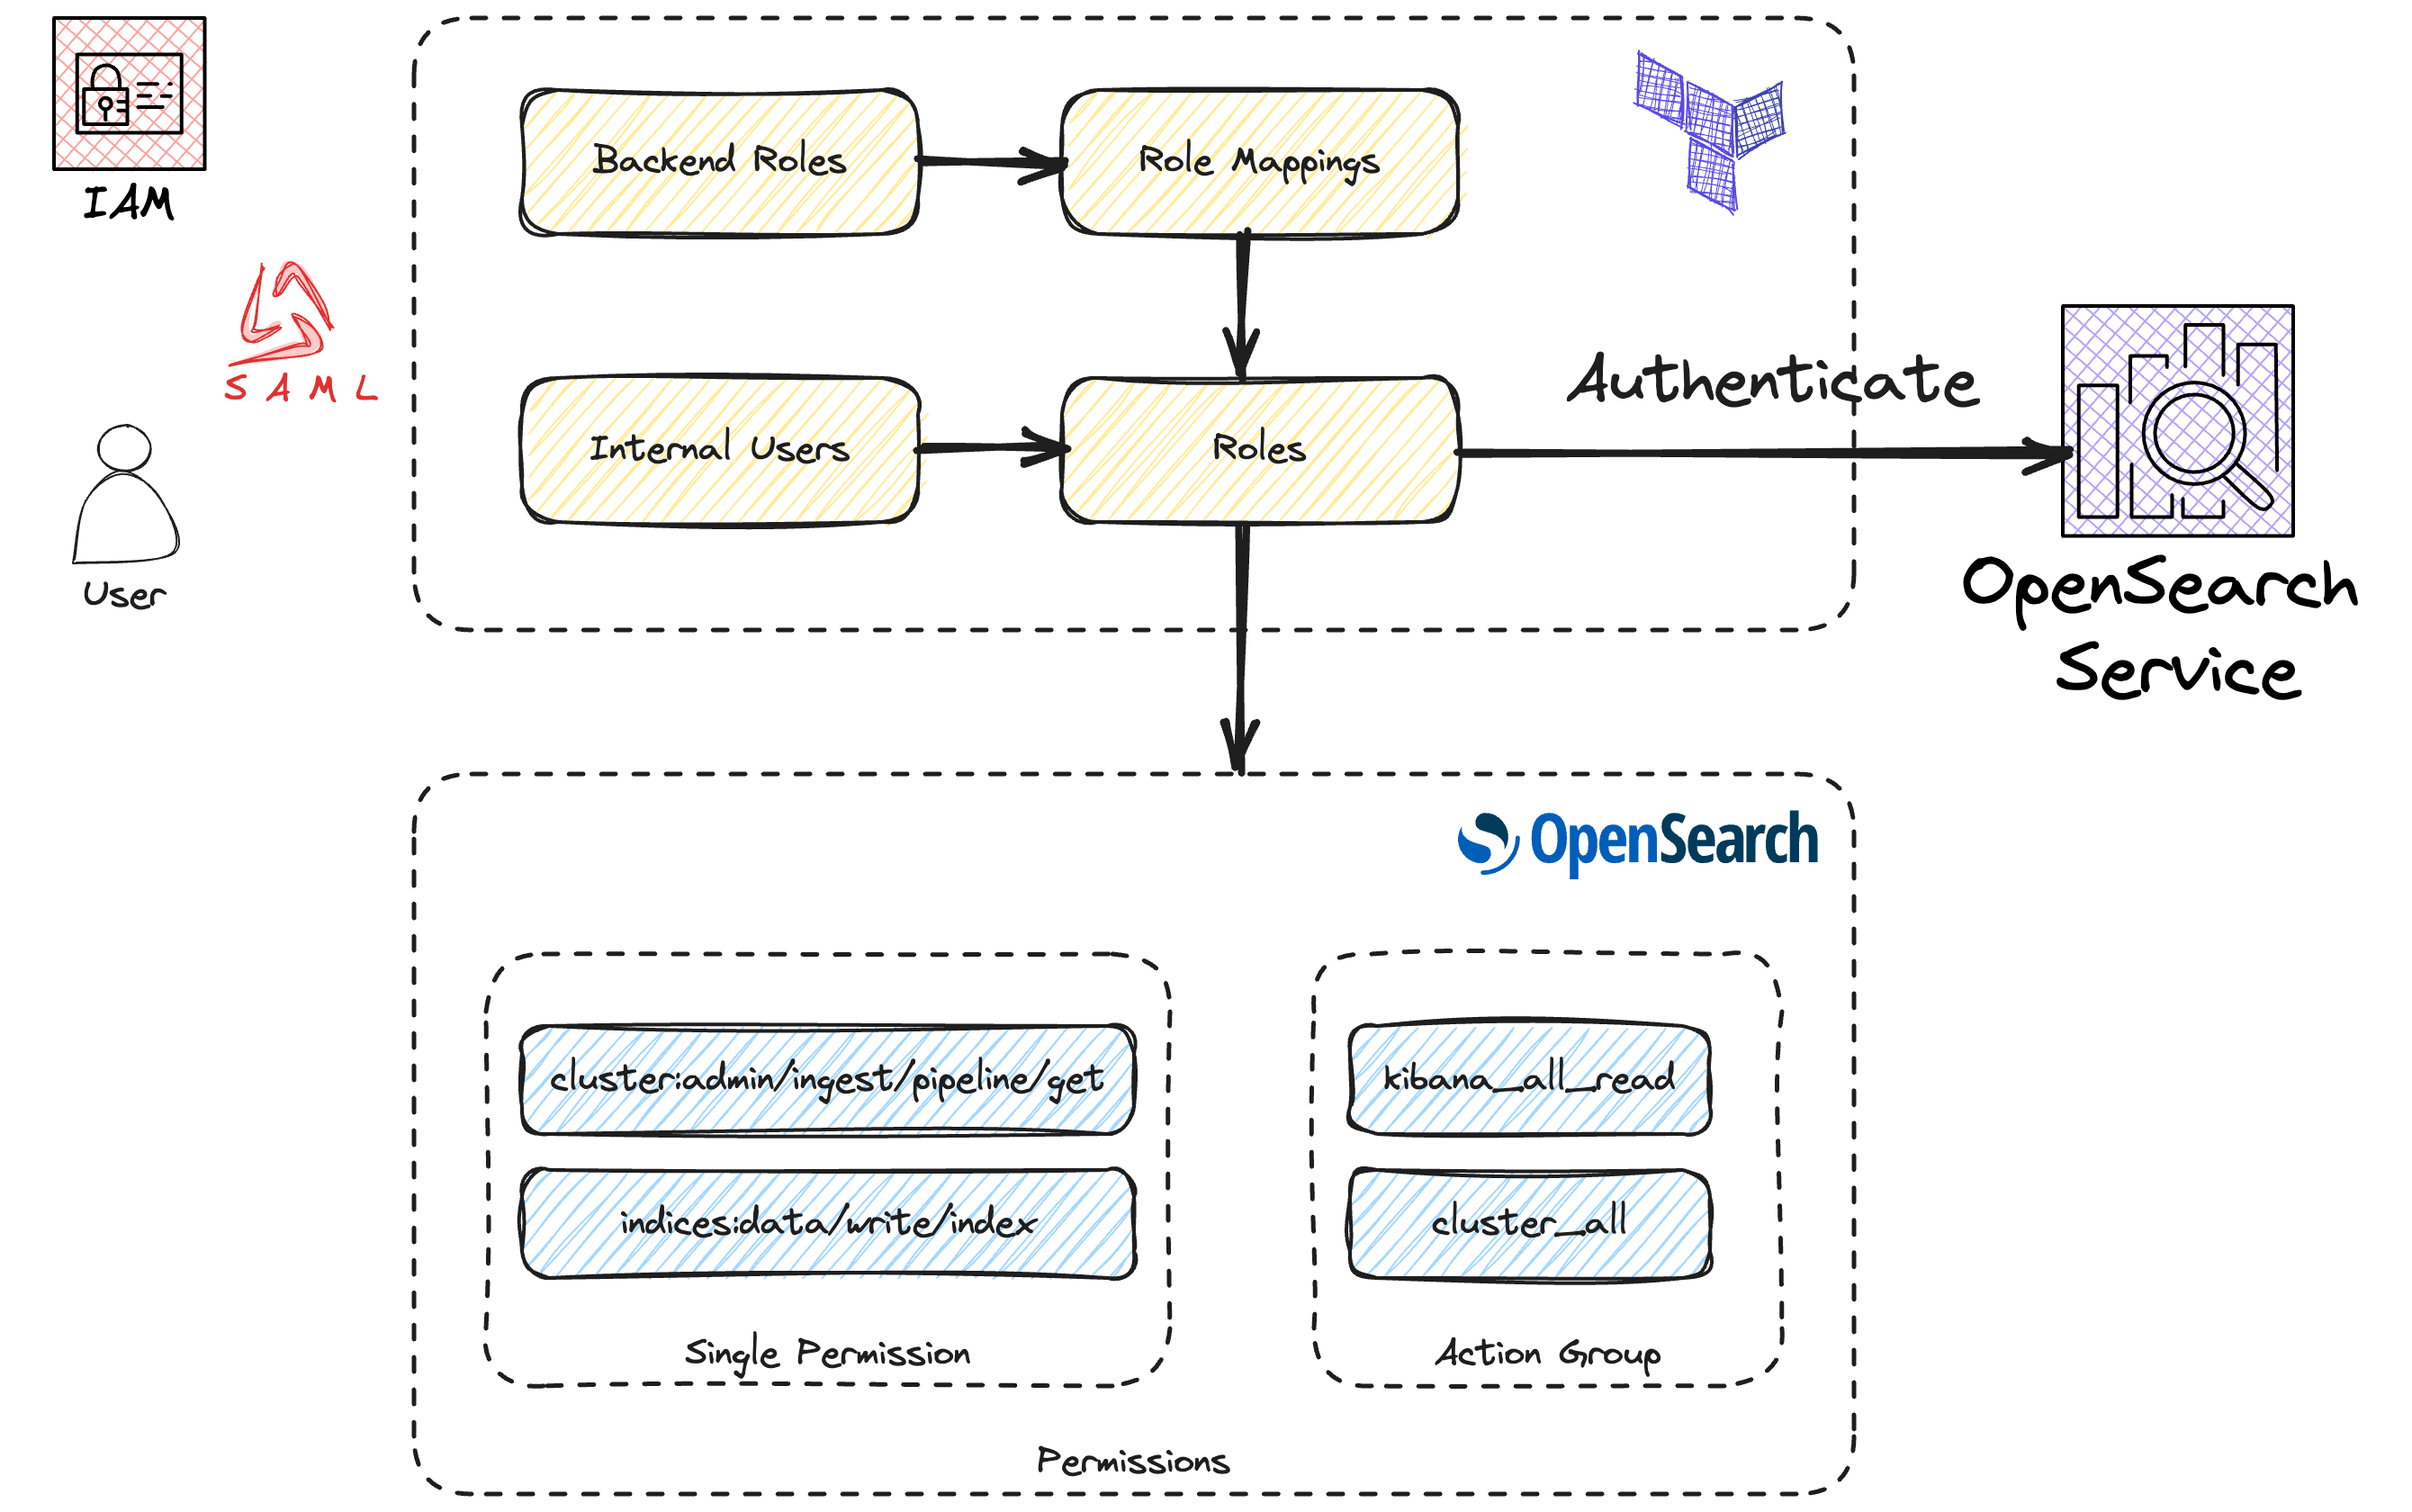 IAM
Backend Roles
Role Mappings
S A M L
Internal Users
Roles
Authenticate
User
OpenSearch
Service
OpenSearch
cluster:admin/ingest/pipeline/get
kibana_all_read
indices:data/write/index
cluster_all
Single Permission
Action Group
Permissions